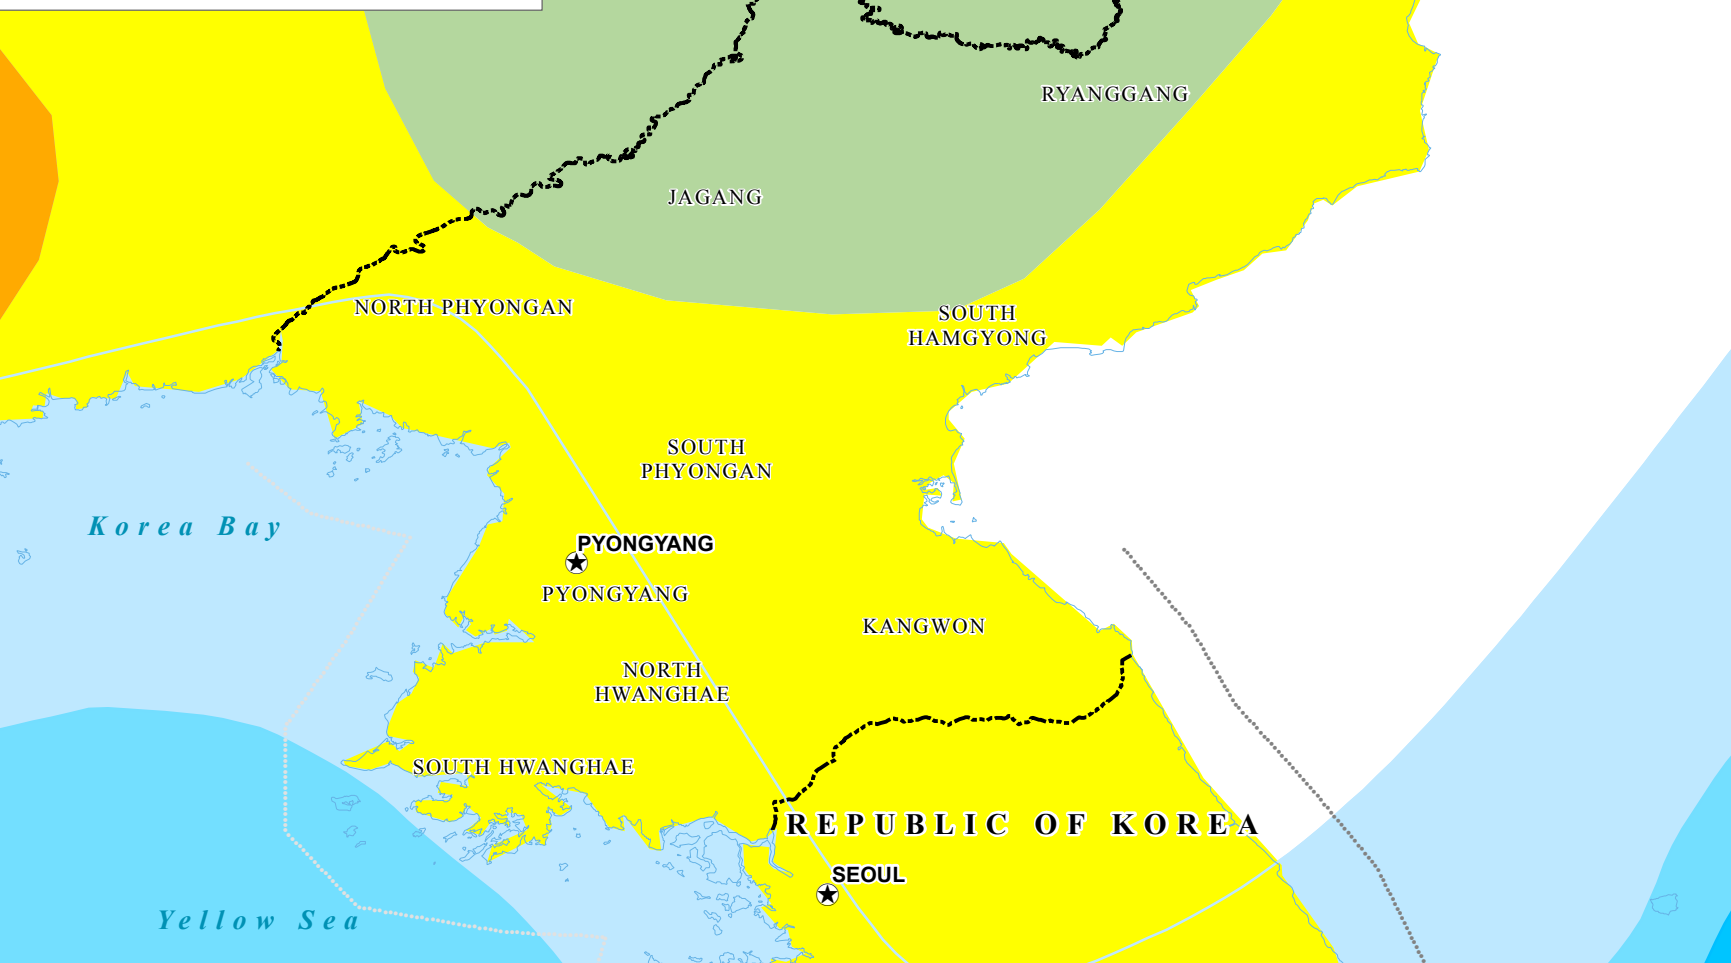 RYANGGANG
JAGANG
NORTH PHYONGAN
SOUTH
HAMGYONG
SOUTH
PHYONGAN
Korea Bay
PYONGYANG
PYONGYANG
KANGWON
NORTH
HWANGHAE
SOUTH HWANGHAE
REPUBLIC OF KOREA
SEOUL
Yellow Sea